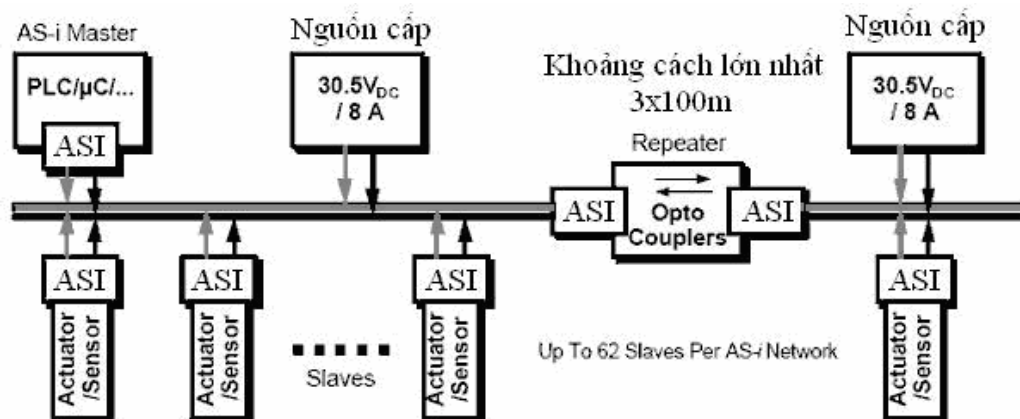 AS-i Master
PLC/µC/...
ASI
Nguồn cấp
30.5V_DC
/ 8 A
Khoảng cách lớn nhất
3x100m
Repeater
ASI
Opto
Couplers
ASI
Nguồn cấp
30.5V_DC
/ 8 A
ASI
Actuator
/Sensor
ASI
Actuator
/Sensor
Slaves
ASI
Actuator
/Sensor
Up To 62 Slaves Per AS-i Network
ASI
Actuator
/Sensor